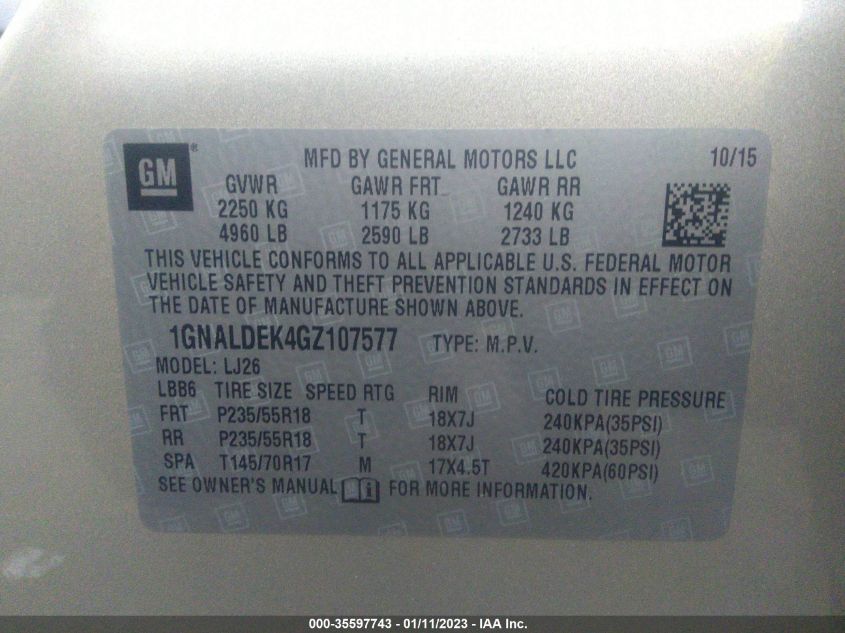 GM ® MFD BY GENERAL MOTORS LLC 10/15
GVWR GAWR FRT GAWR RR
2250 KG 1175 KG 1240 KG
4960 LB 2590 LB 2733 LB
THIS VEHICLE CONFORMS TO ALL APPLICABLE U.S. FEDERAL MOTOR
VEHICLE SAFETY AND THEFT PREVENTION STANDARDS IN EFFECT ON
THE DATE OF MANUFACTURE SHOWN ABOVE.
1GNALDEK4GZ107577 TYPE: M.P.V.
MODEL: LJ26
LBB6 TIRE SIZE SPEED RTG RIM COLD TIRE PRESSURE
FRT P235/55R18 T 18X7J 240KPA(35PSI)
RR P235/55R18 T 18X7J 240KPA(35PSI)
SPA T145/70R17 M 17X4.5T 420KPA(60PSI)
SEE OWNER'S MANUAL FOR MORE INFORMATION.
000-35597743 - 01/11/2023 - IAA Inc.